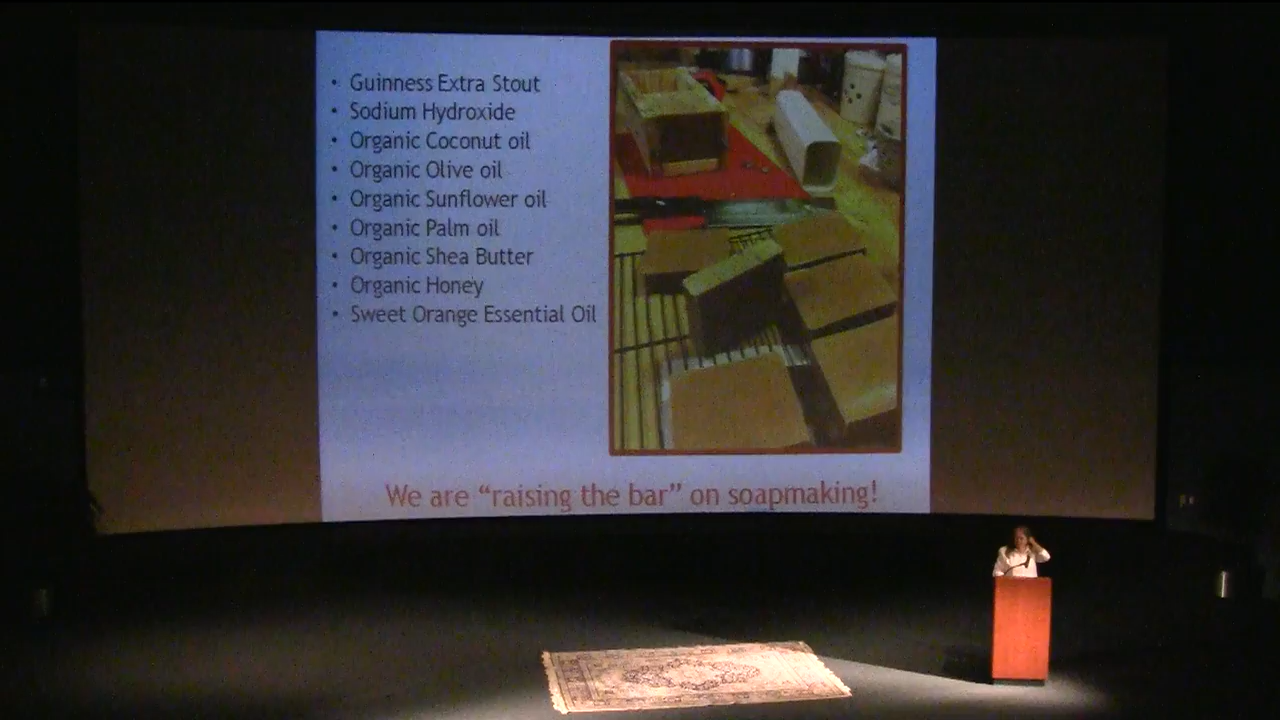 • Guinness Extra Stout
• Sodium Hydroxide
• Organic Coconut oil
• Organic Olive oil
• Organic Sunflower oil
• Organic Palm oil
• Organic Shea Butter
• Organic Honey
• Sweet Orange Essential Oil
We are “raising the bar” on soapmaking!